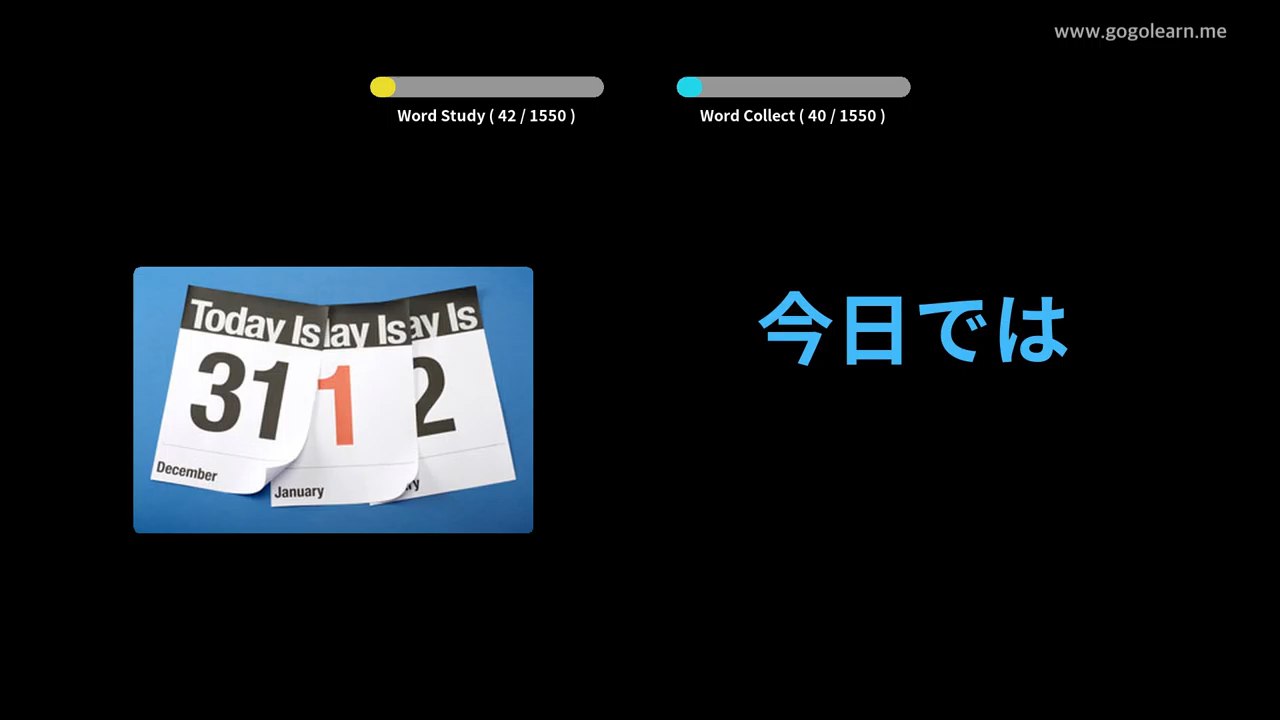 www.gogolearn.me
Word Study ( 42 / 1550 )
Word Collect ( 40 / 1550 )
Today Is
31
December
ay Is
1
January
ay Is
2
今日では